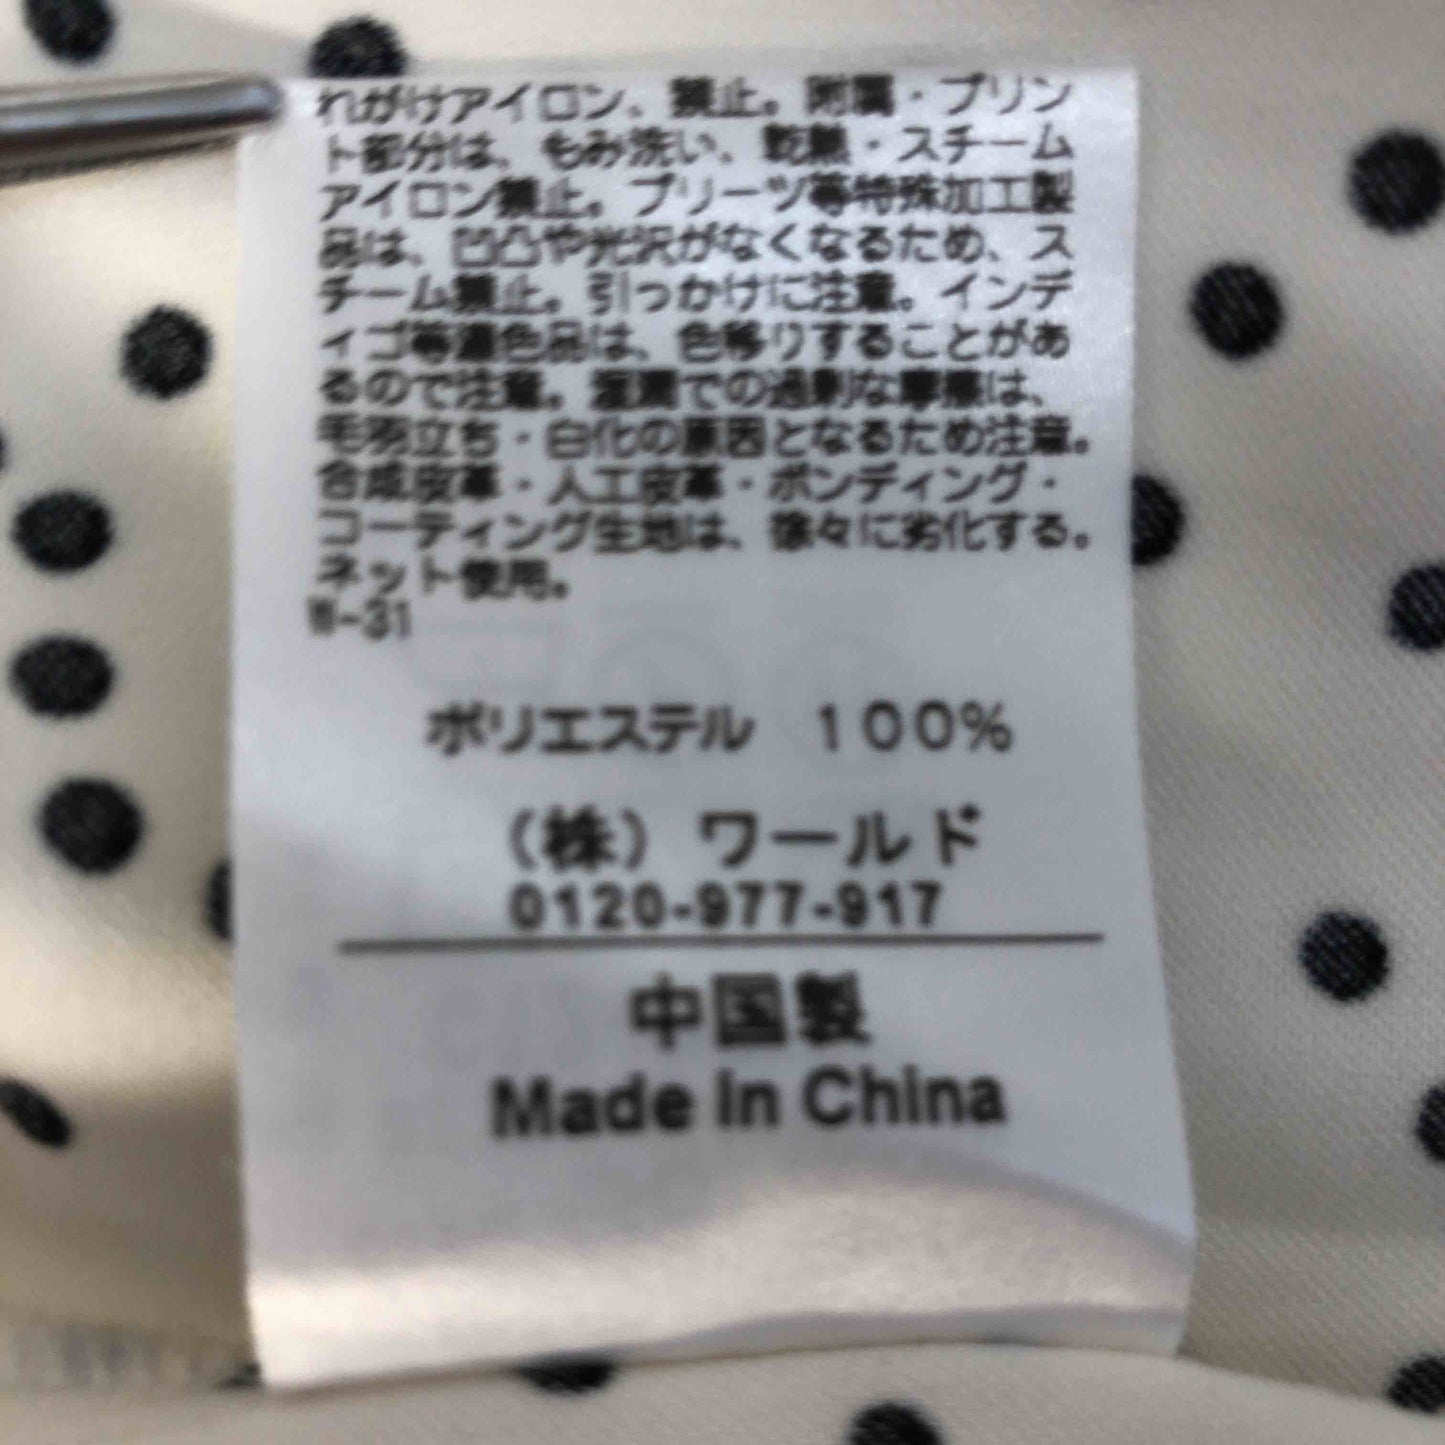 れがけアイロン、禁止。附属・プリン
ト部分は、もみ洗い、乾熱・スチーム
アイロン禁止。プリーツ等特殊加工製
品は、凹凸や光沢がなくなるため、ス
チーム禁止。引っかけに注意。インデ
ィゴ等濃色品は、色移りすることがあ
るので注意。湿潤での過剰な摩擦は、
毛羽立ち・白化の原因となるため注意。
合成皮革・人工皮革・ボンディング・
コーティング生地は、徐々に劣化する。
ネット使用。
W-31
ポリエステル 100%
(株) ワールド
0120-977-917
中国製
Made in China